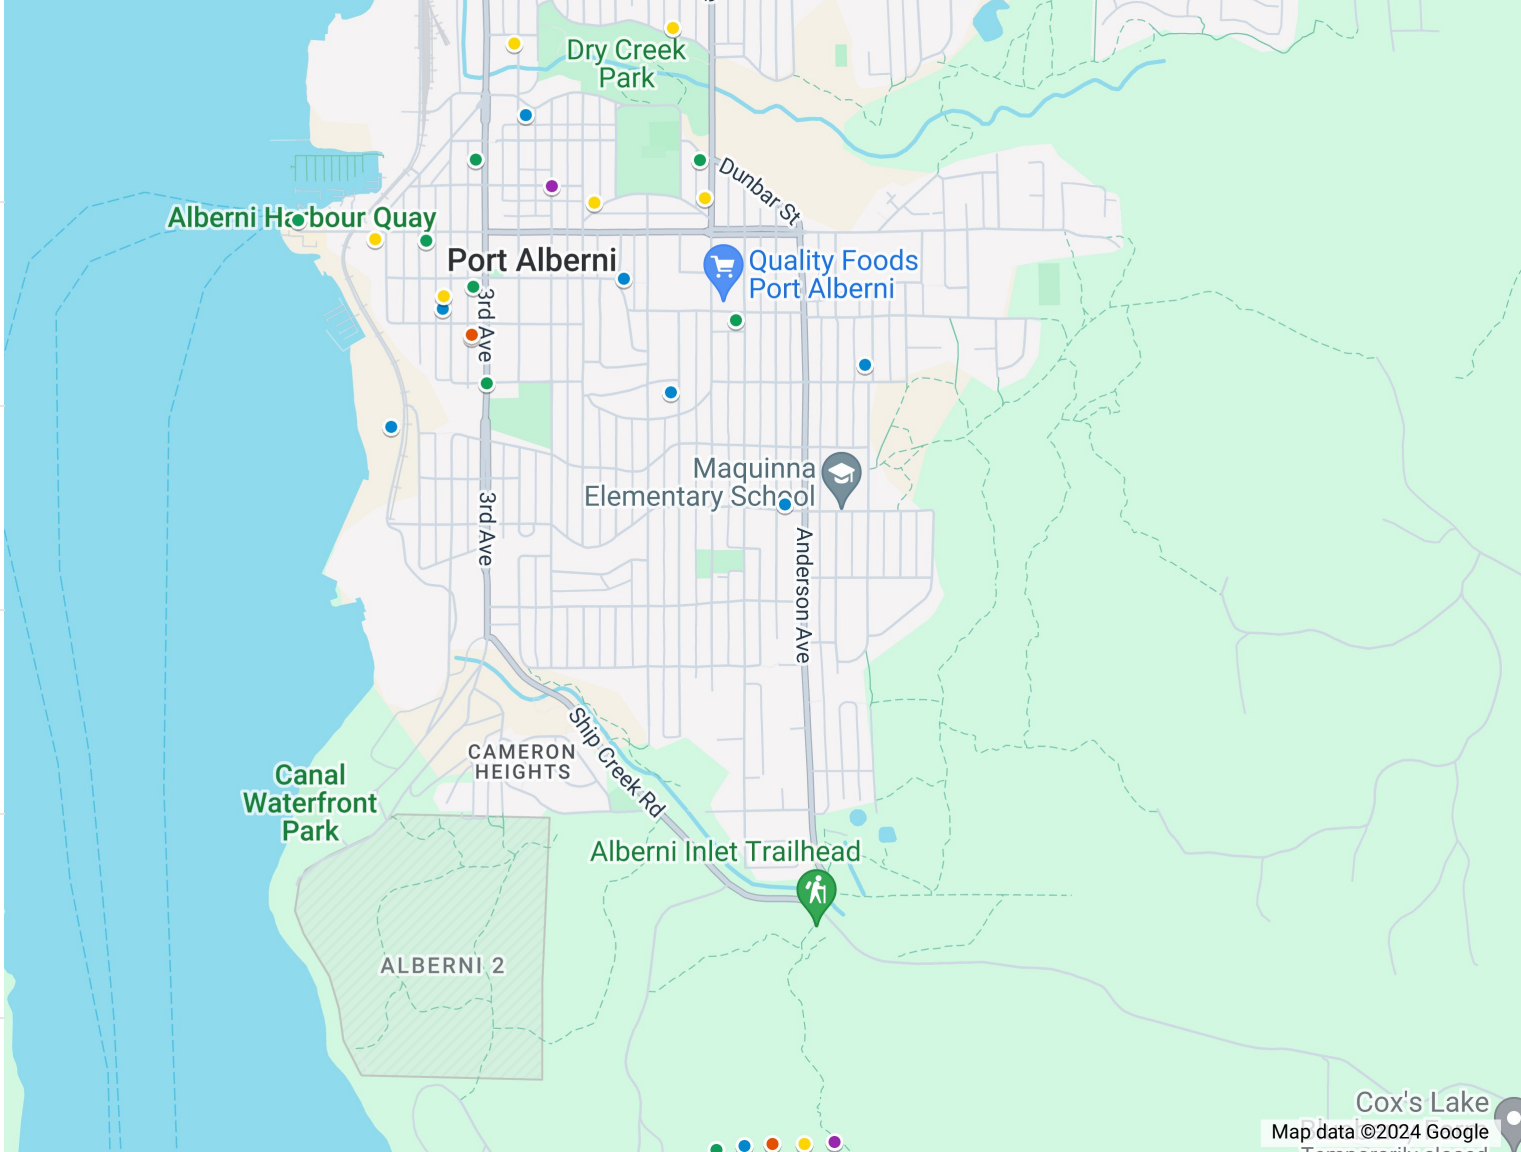 Dry Creek
Park
Dunbar St
Alberni Harbour Quay
Port Alberni
Quality Foods
Port Alberni
3rd Ave
Maquinna
Elementary School
3rd Ave
Anderson Ave
Ship Creek Rd
CAMERON
HEIGHTS
Canal
Waterfront
Park
Alberni Inlet Trailhead
ALBERNI 2
Cox's Lake
Map data ©2024 Google